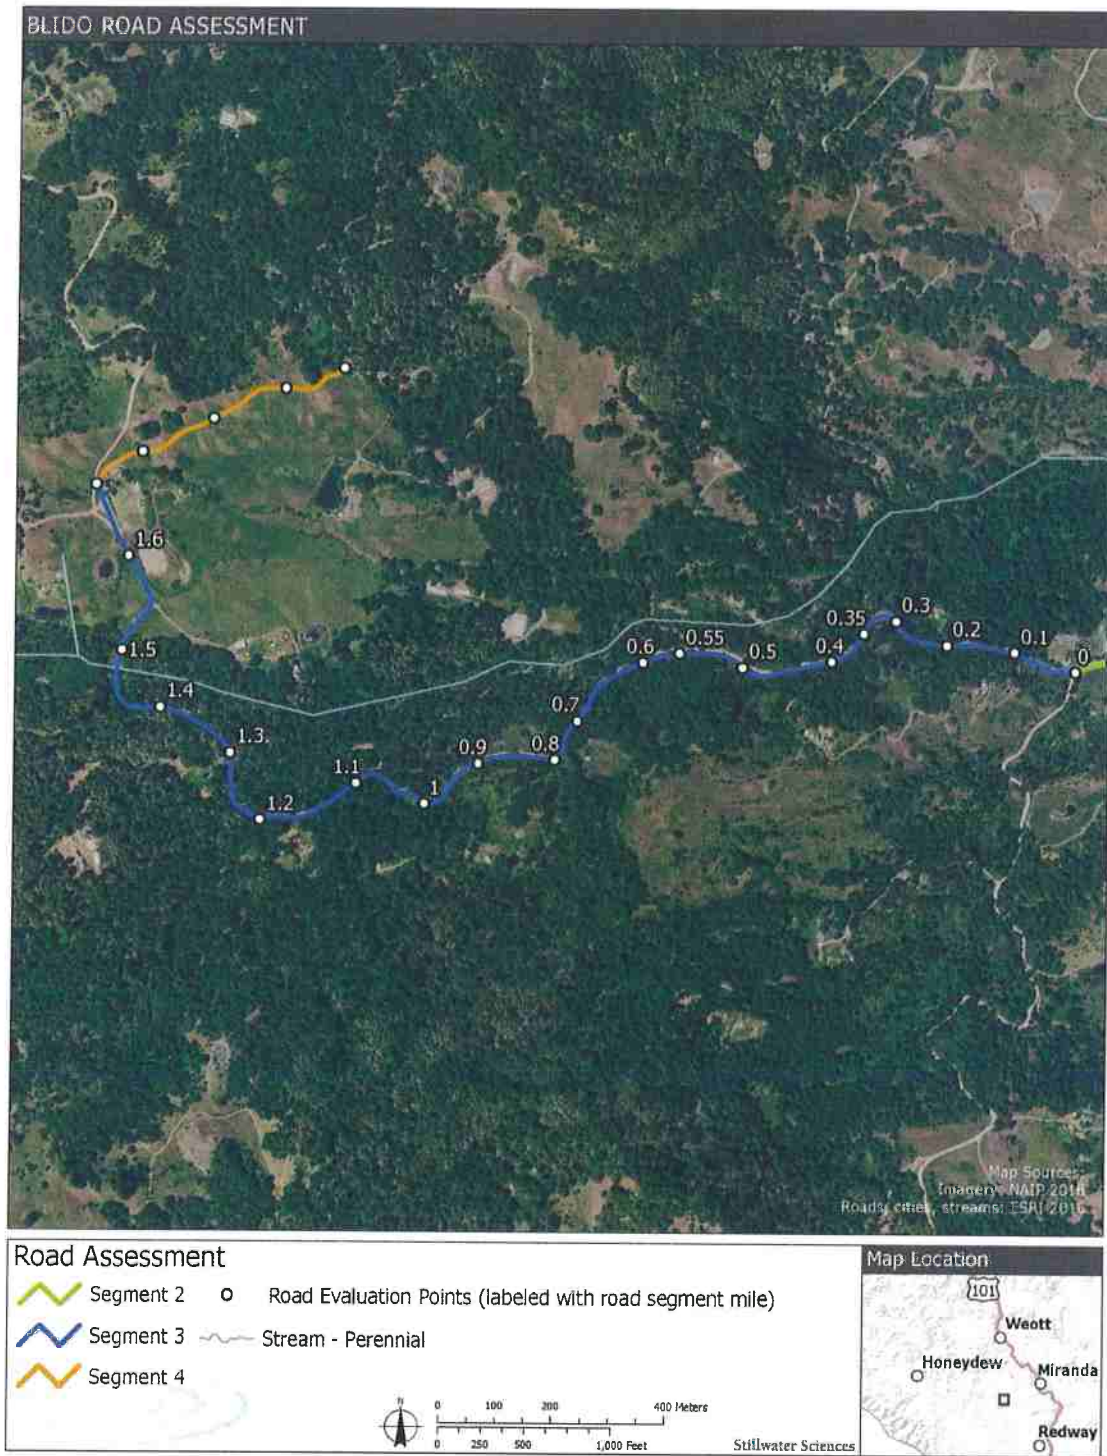 BLIDO ROAD ASSESSMENT
1.6
1.5
1.4
1.3
1.2
1.1
1
0.9
0.8
0.7
0.6
0.55
0.5
0.4
0.35
0.3
0.2
0.1
0
Map Sources:
Imagery: NAIP 2016
Roads, cities, streams: ESRI 2016
Road Assessment
Segment 2
Road Evaluation Points (labeled with road segment mile)
Segment 3
Stream - Perennial
Segment 4
N
0 100 200 400 Meters
0 250 500 1,000 Feet
Stillwater Sciences
Map Location
101
Weott
Honeydew
Miranda
Redway